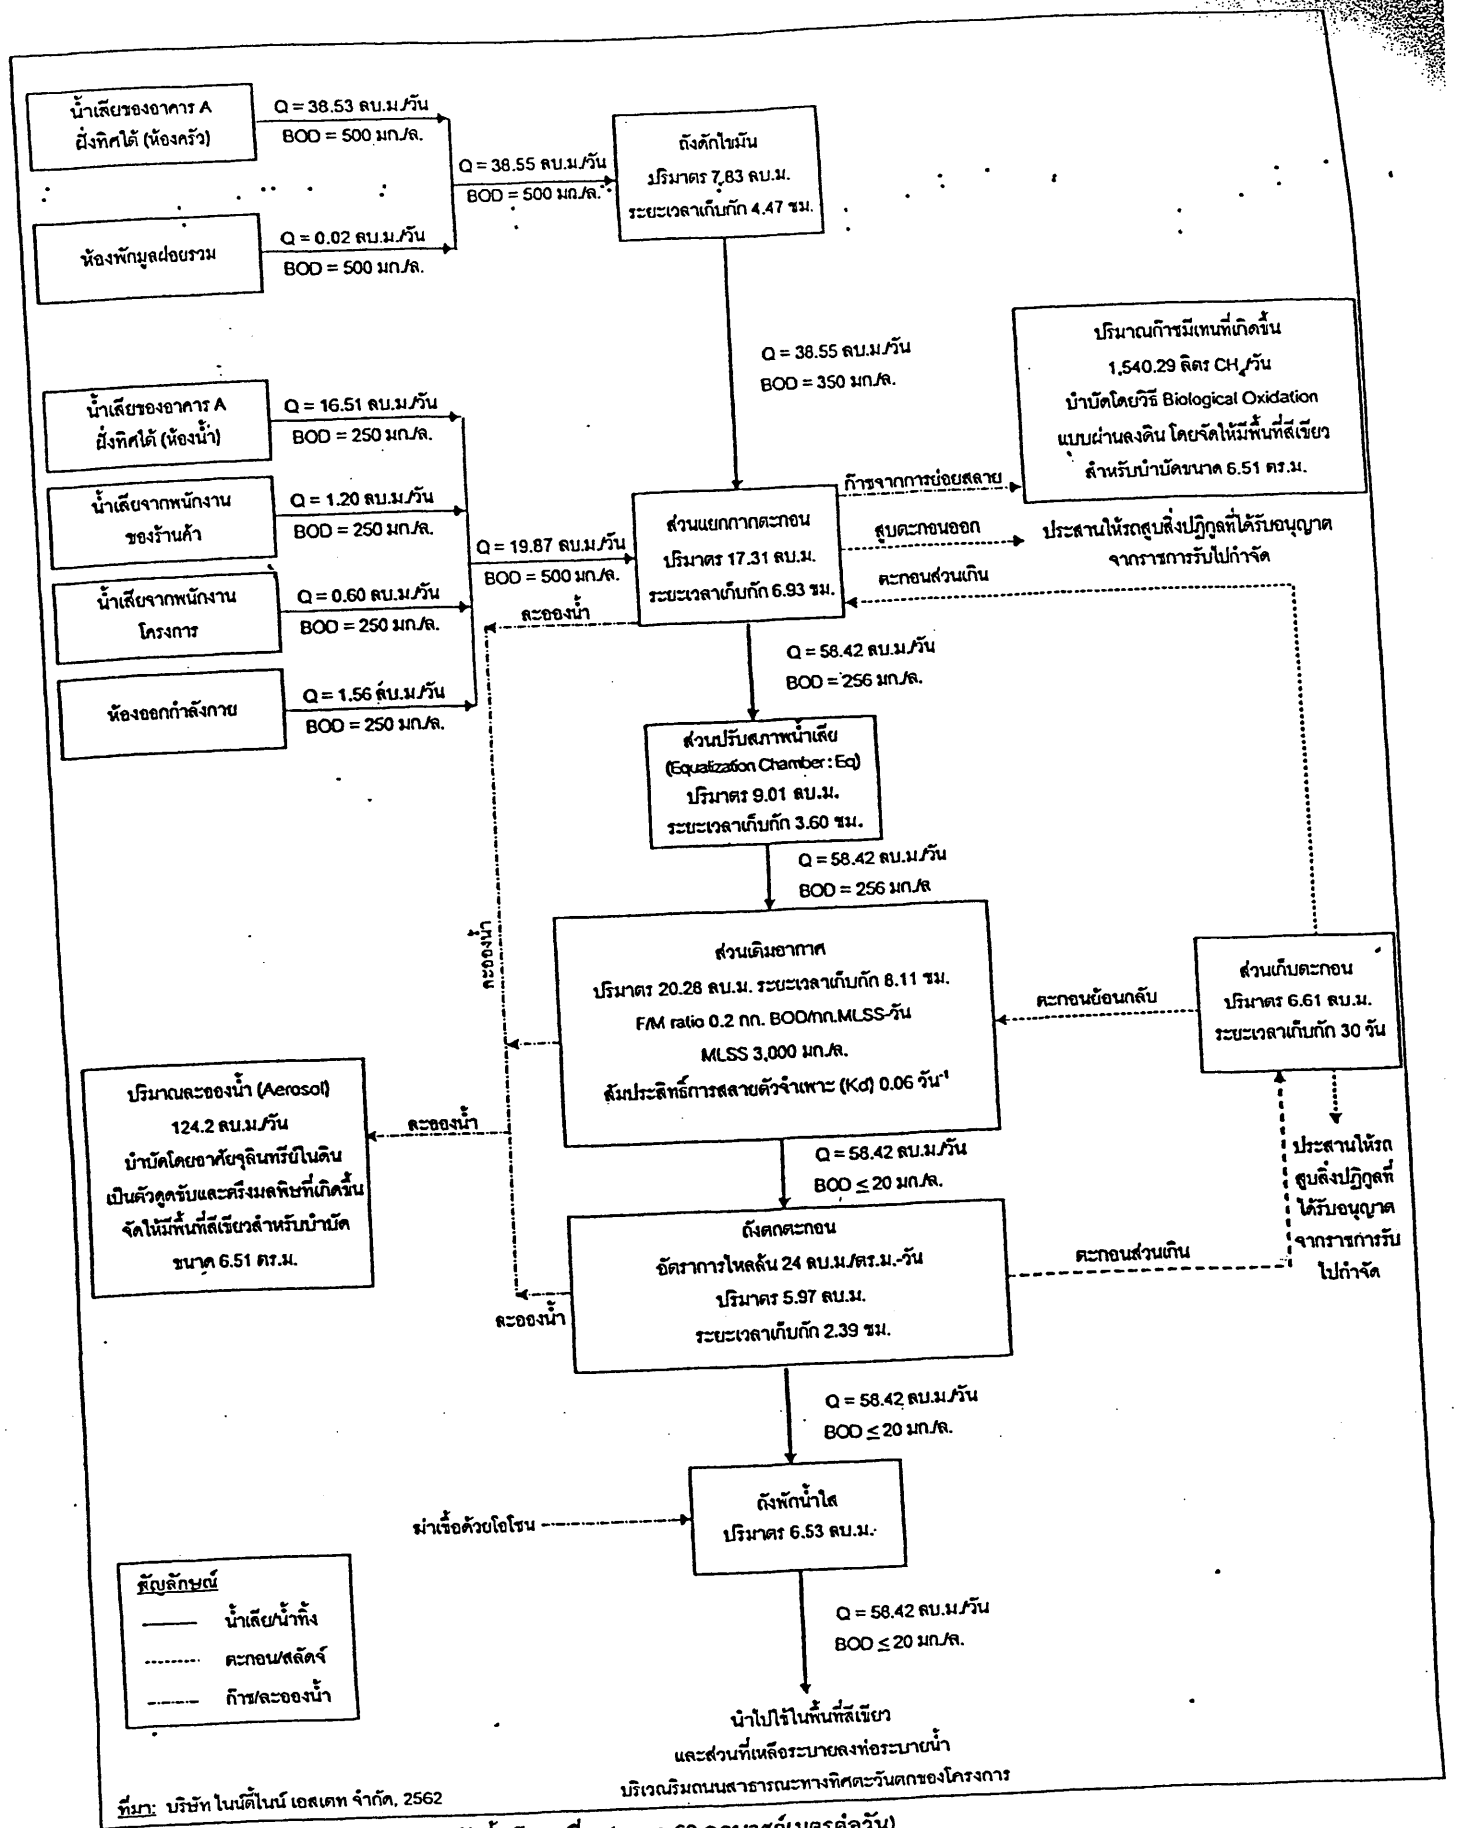 น้ำเสียของอาคาร A
ฝั่งทิศใต้ (ห้องครัว)
Q = 38.53 ลบ.ม./วัน
BOD = 500 มก./ล.
ห้องพักมูลฝอยรวม
Q = 0.02 ลบ.ม./วัน
BOD = 500 มก./ล.
Q = 38.55 ลบ.ม./วัน
BOD = 500 มก./ล.
ถังดักไขมัน
ปริมาตร 7.83 ลบ.ม.
ระยะเวลาเก็บกัก 4.47 ชม.
Q = 38.55 ลบ.ม./วัน
BOD = 350 มก./ล.
ปริมาณก๊าซมีเทนที่เกิดขึ้น
1,540.29 ลิตร CH₄/วัน
บำบัดโดยวิธี Biological Oxidation
แบบผ่านลงดิน โดยจัดให้มีพื้นที่สีเขียว
สำหรับบำบัดขนาด 6.51 ตร.ม.
น้ำเสียของอาคาร A
ฝั่งทิศใต้ (ห้องน้ำ)
Q = 16.51 ลบ.ม./วัน
BOD = 250 มก./ล.
น้ำเสียจากพนักงาน
ของร้านค้า
Q = 1.20 ลบ.ม./วัน
BOD = 250 มก./ล.
น้ำเสียจากพนักงาน
โครงการ
Q = 0.60 ลบ.ม./วัน
BOD = 250 มก./ล.
ห้องออกกำลังกาย
Q = 1.56 ลบ.ม./วัน
BOD = 250 มก./ล.
Q = 19.87 ลบ.ม./วัน
BOD = 500 มก./ล.
ส่วนแยกกากตะกอน
ปริมาตร 17.31 ลบ.ม.
ระยะเวลาเก็บกัก 6.93 ชม.
ก๊าซจากการย่อยสลาย
สูบตะกอนออก
ประสานให้รถสูบสิ่งปฏิกูลที่ได้รับอนุญาต
จากราชการรับไปกำจัด
ตะกอนส่วนเกิน
ละอองน้ำ
Q = 58.42 ลบ.ม./วัน
BOD = 256 มก./ล.
ส่วนปรับสภาพน้ำเสีย
(Equalization Chamber : Eq)
ปริมาตร 9.01 ลบ.ม.
ระยะเวลาเก็บกัก 3.60 ชม.
Q = 58.42 ลบ.ม./วัน
BOD = 256 มก./ล
ละอองน้ำ
ส่วนเติมอากาศ
ปริมาตร 20.28 ลบ.ม. ระยะเวลาเก็บกัก 8.11 ชม.
F/M ratio 0.2 กก. BOD/กก.MLSS-วัน
MLSS 3,000 มก./ล.
สัมประสิทธิ์การสลายตัวจำเพาะ (Kd) 0.06 วัน⁻¹
ตะกอนย้อนกลับ
ส่วนเก็บตะกอน
ปริมาตร 6.61 ลบ.ม.
ระยะเวลาเก็บกัก 30 วัน
ปริมาณละอองน้ำ (Aerosol)
124.2 ลบ.ม./วัน
บำบัดโดยอาศัยจุลินทรีย์ในดิน
เป็นตัวดูดซับและตรึงมลพิษที่เกิดขึ้น
จัดให้มีพื้นที่สีเขียวสำหรับบำบัด
ขนาด 6.51 ตร.ม.
ละอองน้ำ
Q = 58.42 ลบ.ม./วัน
BOD ≤ 20 มก./ล.
ประสานให้รถ
สูบสิ่งปฏิกูลที่
ได้รับอนุญาต
จากราชการรับ
ไปกำจัด
ถังตกตะกอน
อัตราการไหลล้น 24 ลบ.ม./ตร.ม.-วัน
ปริมาตร 5.97 ลบ.ม.
ระยะเวลาเก็บกัก 2.39 ชม.
ตะกอนส่วนเกิน
ละอองน้ำ
Q = 58.42 ลบ.ม./วัน
BOD ≤ 20 มก./ล.
ฆ่าเชื้อด้วยโอโซน
ถังพักน้ำใส
ปริมาตร 6.53 ลบ.ม.
Q = 58.42 ลบ.ม./วัน
BOD ≤ 20 มก./ล.
สัญลักษณ์
น้ำเสีย/น้ำทิ้ง
ตะกอน/สลัดจ์
ก๊าซ/ละอองน้ำ
นำไปใช้ในพื้นที่สีเขียว
และส่วนที่เหลือระบายลงท่อระบายน้ำ
บริเวณริมถนนสาธารณะทางทิศตะวันตกของโครงการ
ที่มา: บริษัท ไนน์ตี้ไนน์ เอสเตท จำกัด, 2562